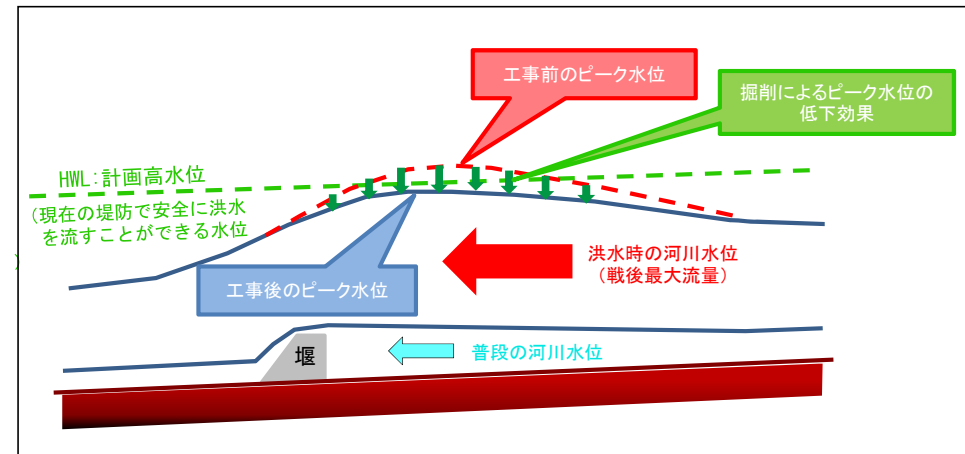 工事前のピーク水位
掘削によるピーク水位の
低下効果
HWL:計画高水位
(現在の堤防で安全に洪水
を流すことができる水位
)
工事後のピーク水位
洪水時の河川水位
(戦後最大流量)
堰
普段の河川水位